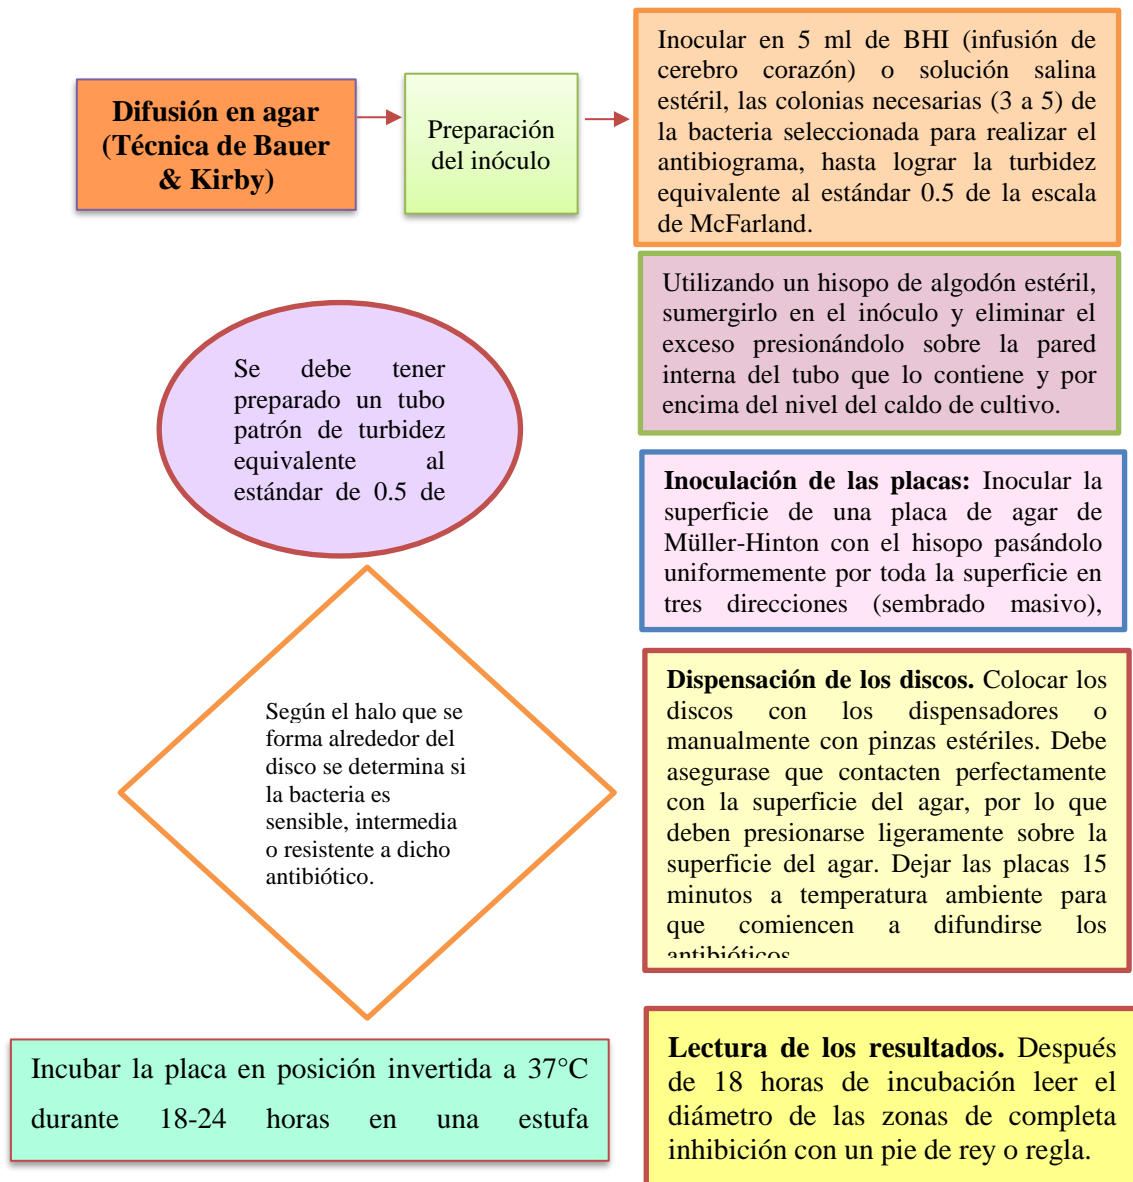 Difusión en agar
(Técnica de Bauer
& Kirby)
Preparación
del inóculo
Inocular en 5 ml de BHI (infusión de
cerebro corazón) o solución salina
estéril, las colonias necesarias (3 a 5) de
la bacteria seleccionada para realizar el
antibiograma, hasta lograr la turbidez
equivalente al estándar 0.5 de la escala
de McFarland.
Utilizando un hisopo de algodón estéril,
sumergirlo en el inóculo y eliminar el
exceso presionándolo sobre la pared
interna del tubo que lo contiene y por
encima del nivel del caldo de cultivo.
Se debe tener
preparado un tubo
patrón de turbidez
equivalente al
estándar de 0.5 de
Inoculación de las placas: Inocular la
superficie de una placa de agar de
Müller-Hinton con el hisopo pasándolo
uniformemente por toda la superficie en
tres direcciones (sembrado masivo),
Según el halo que se
forma alrededor del
disco se determina si
la bacteria es
sensible, intermedia
o resistente a dicho
antibiótico.
Dispensación de los discos. Colocar los
discos con los dispensadores o
manualmente con pinzas estériles. Debe
asegurase que contacten perfectamente
con la superficie del agar, por lo que
deben presionarse ligeramente sobre la
superficie del agar. Dejar las placas 15
minutos a temperatura ambiente para
que comiencen a difundirse los
antibióticos
Incubar la placa en posición invertida a 37°C
durante 18-24 horas en una estufa
Lectura de los resultados. Después
de 18 horas de incubación leer el
diámetro de las zonas de completa
inhibición con un pie de rey o regla.